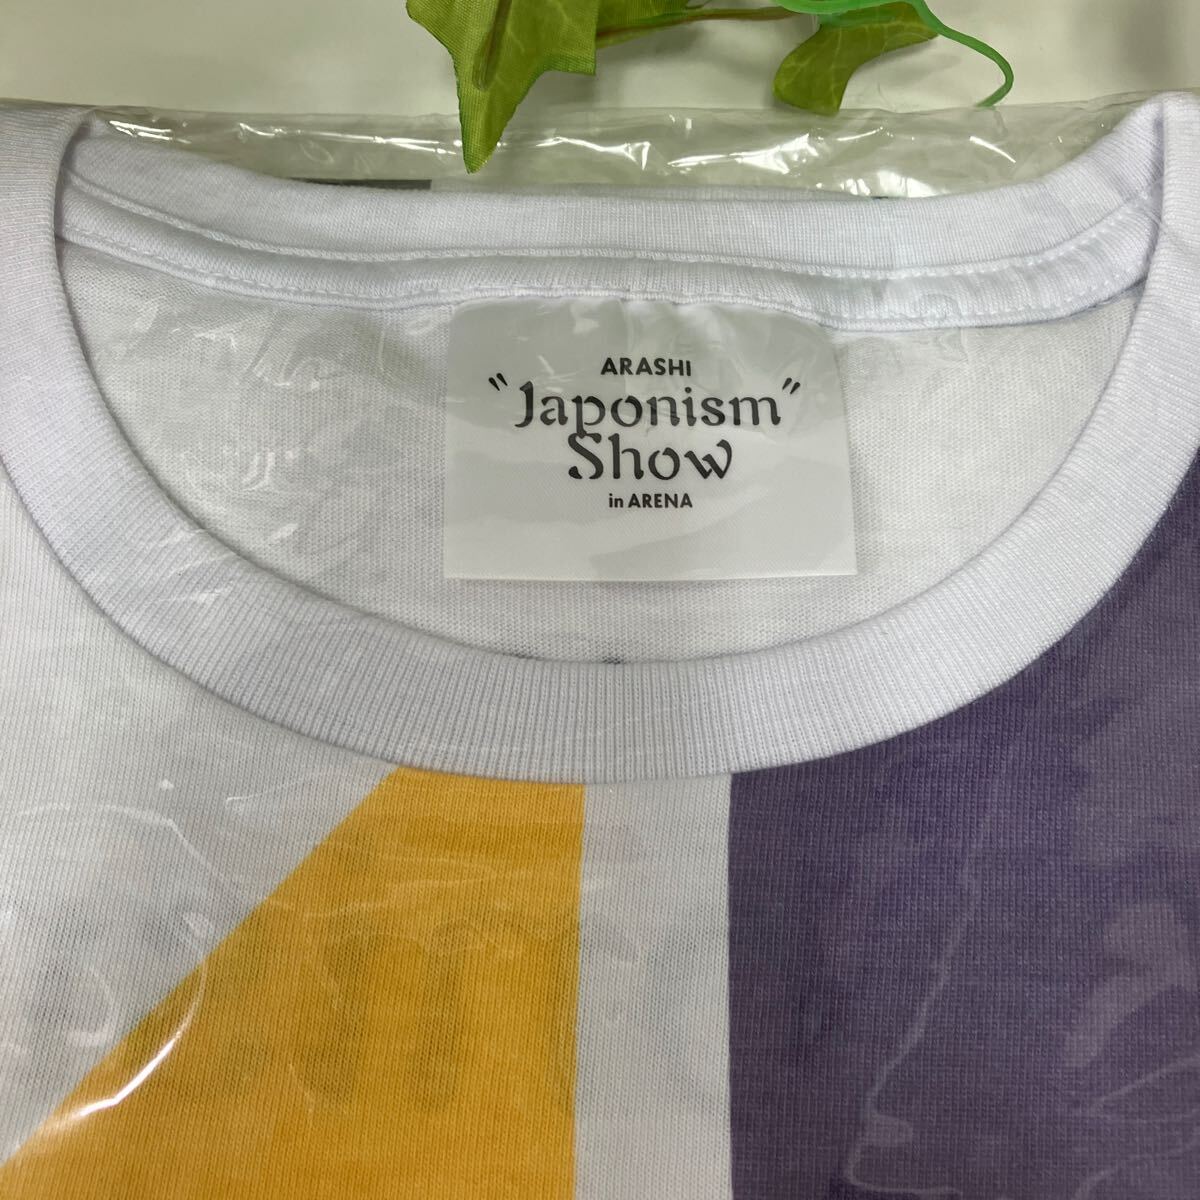 ARASHI
"Japonism"
Show
in ARENA